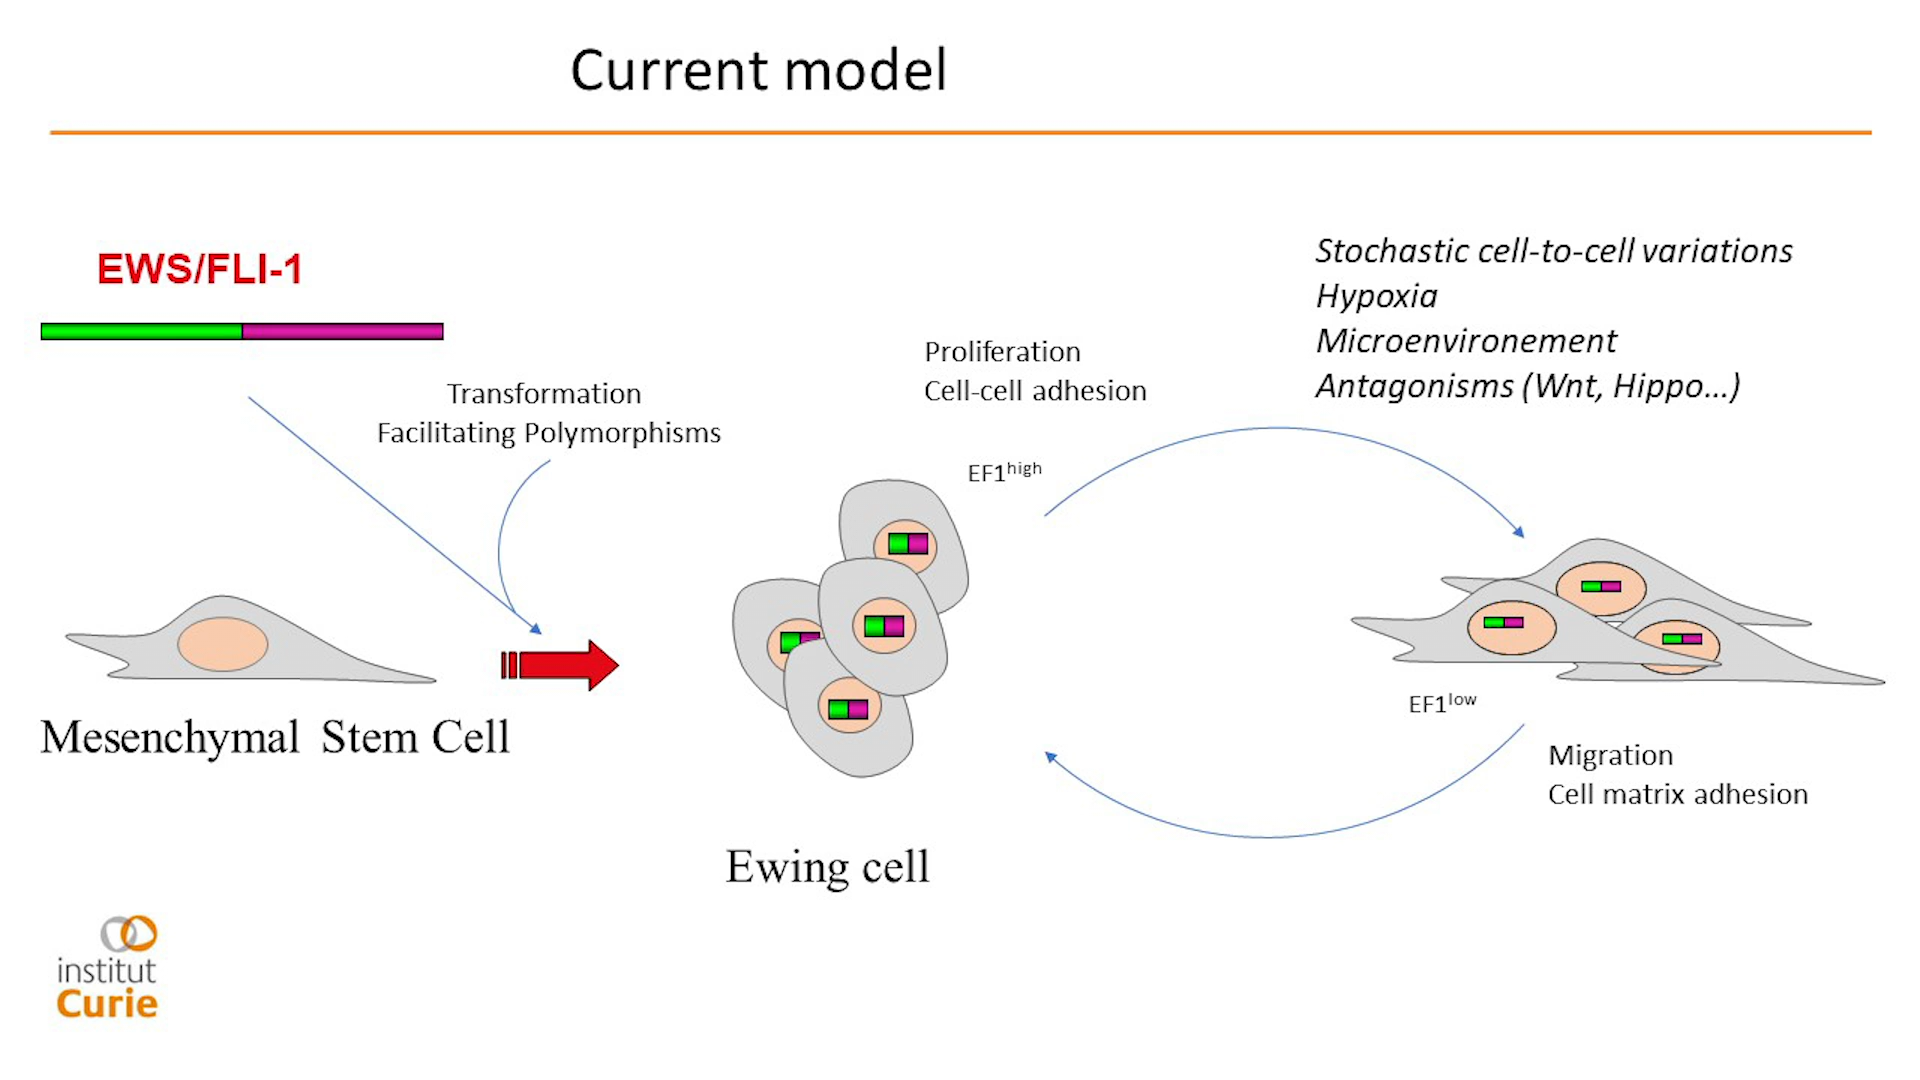 Current model
EWS/FLI-1
Transformation
Facilitating Polymorphisms
Mesenchymal Stem Cell
Proliferation
Cell-cell adhesion
EF1high
Ewing cell
Stochastic cell-to-cell variations
Hypoxia
Microenvironement
Antagonisms (Wnt, Hippo...)
EF1low
Migration
Cell matrix adhesion
institut
Curie